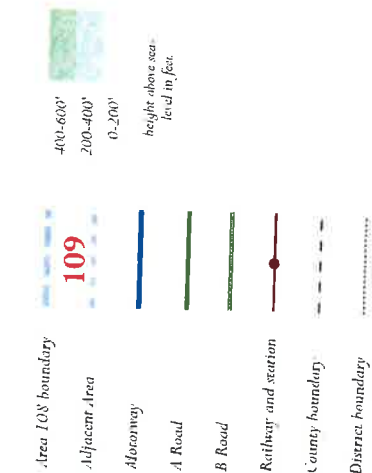 Area 108 boundary
109
Adjacent Area
Motorway
A Road
B Road
Railway and station
County boundary
District boundary
400-600'
200-400'
0-200'
height above sea-
level in feet.